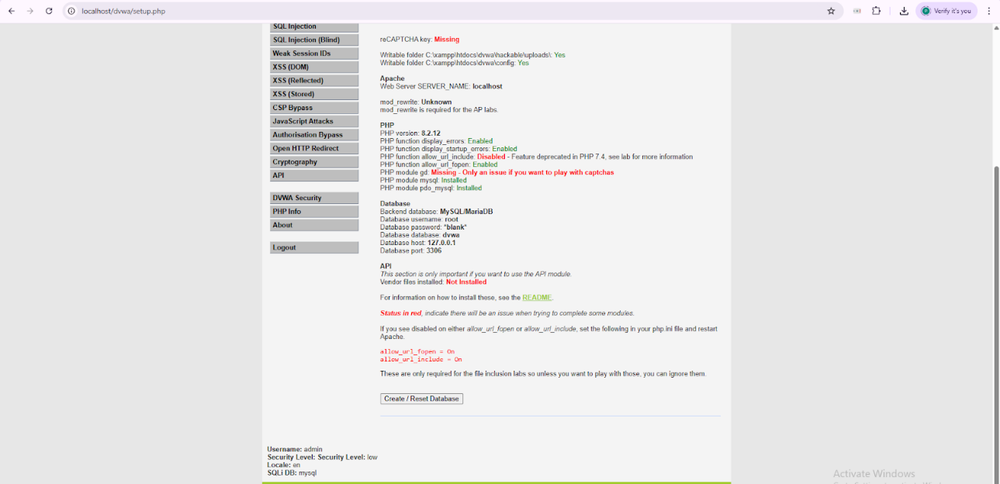 localhost/dvwa/setup.php
Verify it's you
SQL Injection
SQL Injection (Blind)
Weak Session IDs
XSS (DOM)
XSS (Reflected)
XSS (Stored)
CSP Bypass
JavaScript Attacks
Authorisation Bypass
Open HTTP Redirect
Cryptography
API
DVWA Security
PHP Info
About
Logout
reCAPTCHA key: Missing
Writable folder C:\xampp\htdocs\dvwa\hackable\uploads\: Yes
Writable folder C:\xampp\htdocs\dvwa\config: Yes
Apache
Web Server SERVER_NAME: localhost
mod_rewrite: Unknown
mod_rewrite is required for the AP labs.
PHP
PHP version: 8.2.12
PHP function display_errors: Enabled
PHP function display_startup_errors: Enabled
PHP function allow_url_include: Disabled - Feature deprecated in PHP 7.4, see lab for more information
PHP function allow_url_fopen: Enabled
PHP module gd: Missing - Only an issue if you want to play with captchas
PHP module mysql: Installed
PHP module pdo_mysql: Installed
Database
Backend database: MySQL/MariaDB
Database username: root
Database password: *blank*
Database database: dvwa
Database host: 127.0.0.1
Database port: 3306
API
This section is only important if you want to use the API module.
Vendor files installed: Not Installed
For information on how to install these, see the README.
Status in red, indicate there will be an issue when trying to complete some modules.
If you see disabled on either allow_url_fopen or allow_url_include, set the following in your php.ini file and restart
Apache.
allow_url_fopen = On
allow_url_include = On
These are only required for the file inclusion labs so unless you want to play with those, you can ignore them.
Create / Reset Database
Username: admin
Security Level: Security Level: low
Locale: en
SQLi DB: mysql
Activate Windows